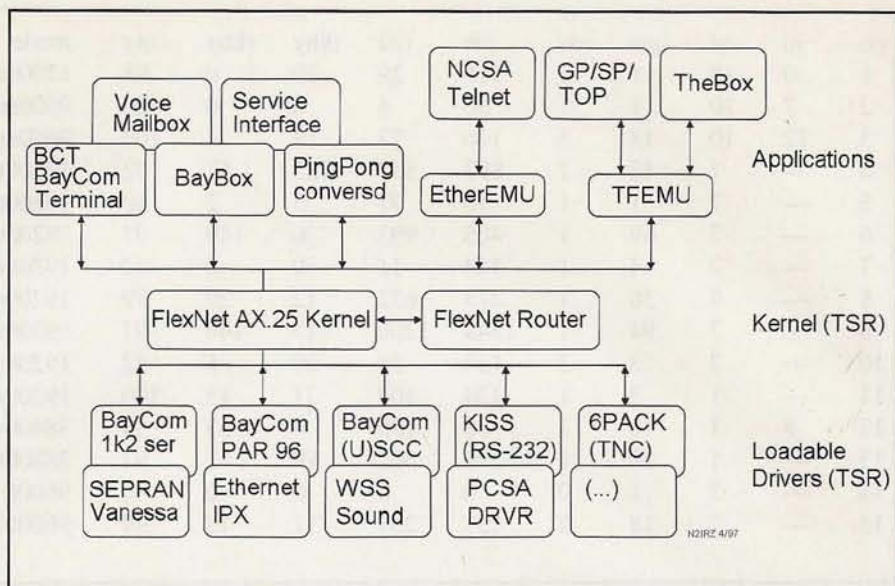 NCSA
Telnet
GP/SP/
TOP
TheBox
Voice
Mailbox
Service
Interface
BCT
BayCom
Terminal
BayBox
PingPong
conversd
EtherEMU
TFEMU
Applications
FlexNet AX.25 Kernel
FlexNet Router
Kernel (TSR)
BayCom
1k2 ser
BayCom
PAR 96
BayCom
(U)SCC
KISS
(RS-232)
6PACK
(TNC)
Loadable
Drivers (TSR)
SEPRAN
Vanessa
Ethernet
IPX
WSS
Sound
PCSA
DRVR
(...)
N2IRZ 4/97